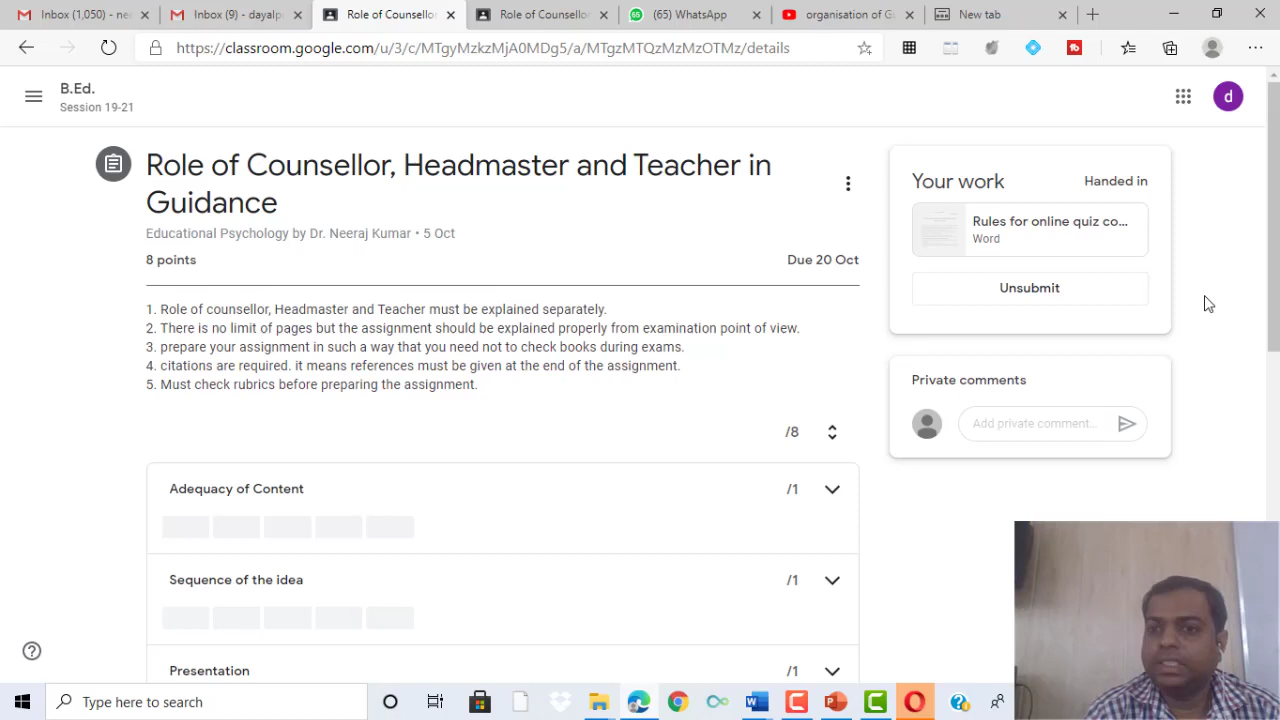 Inbox (1,050) - ne
Inbox (9) - dayalp
Role of Counsello
Role of Counsello
(65) WhatsApp
organisation of G
New tab
https://classroom.google.com/u/3/c/MTgyMzkzMjA0MDg5/a/MTgzMTQzMzMzOTMz/details
B.Ed.
Session 19-21
d
Role of Counsellor, Headmaster and Teacher in
Guidance
Educational Psychology by Dr. Neeraj Kumar • 5 Oct
8 points
Due 20 Oct
1. Role of counsellor, Headmaster and Teacher must be explained separately.
2. There is no limit of pages but the assignment should be explained properly from examination point of view.
3. prepare your assignment in such a way that you need not to check books during exams.
4. citations are required. it means references must be given at the end of the assignment.
5. Must check rubrics before preparing the assignment.
/8
Adequacy of Content
/1
Sequence of the idea
/1
Presentation
/1
Your work
Handed in
Rules for online quiz co...
Word
Unsubmit
Private comments
Add private comment...
Type here to search